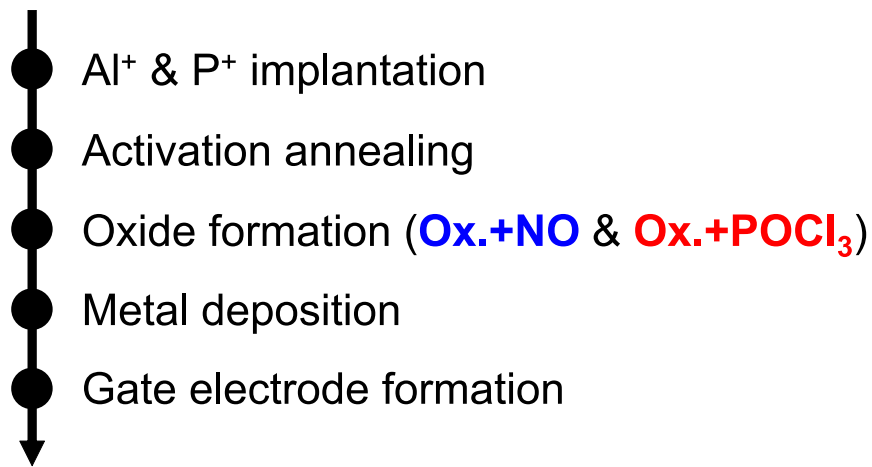 Al⁺ & P⁺ implantation
Activation annealing
Oxide formation (Ox.+NO & Ox.+POCl₃)
Metal deposition
Gate electrode formation